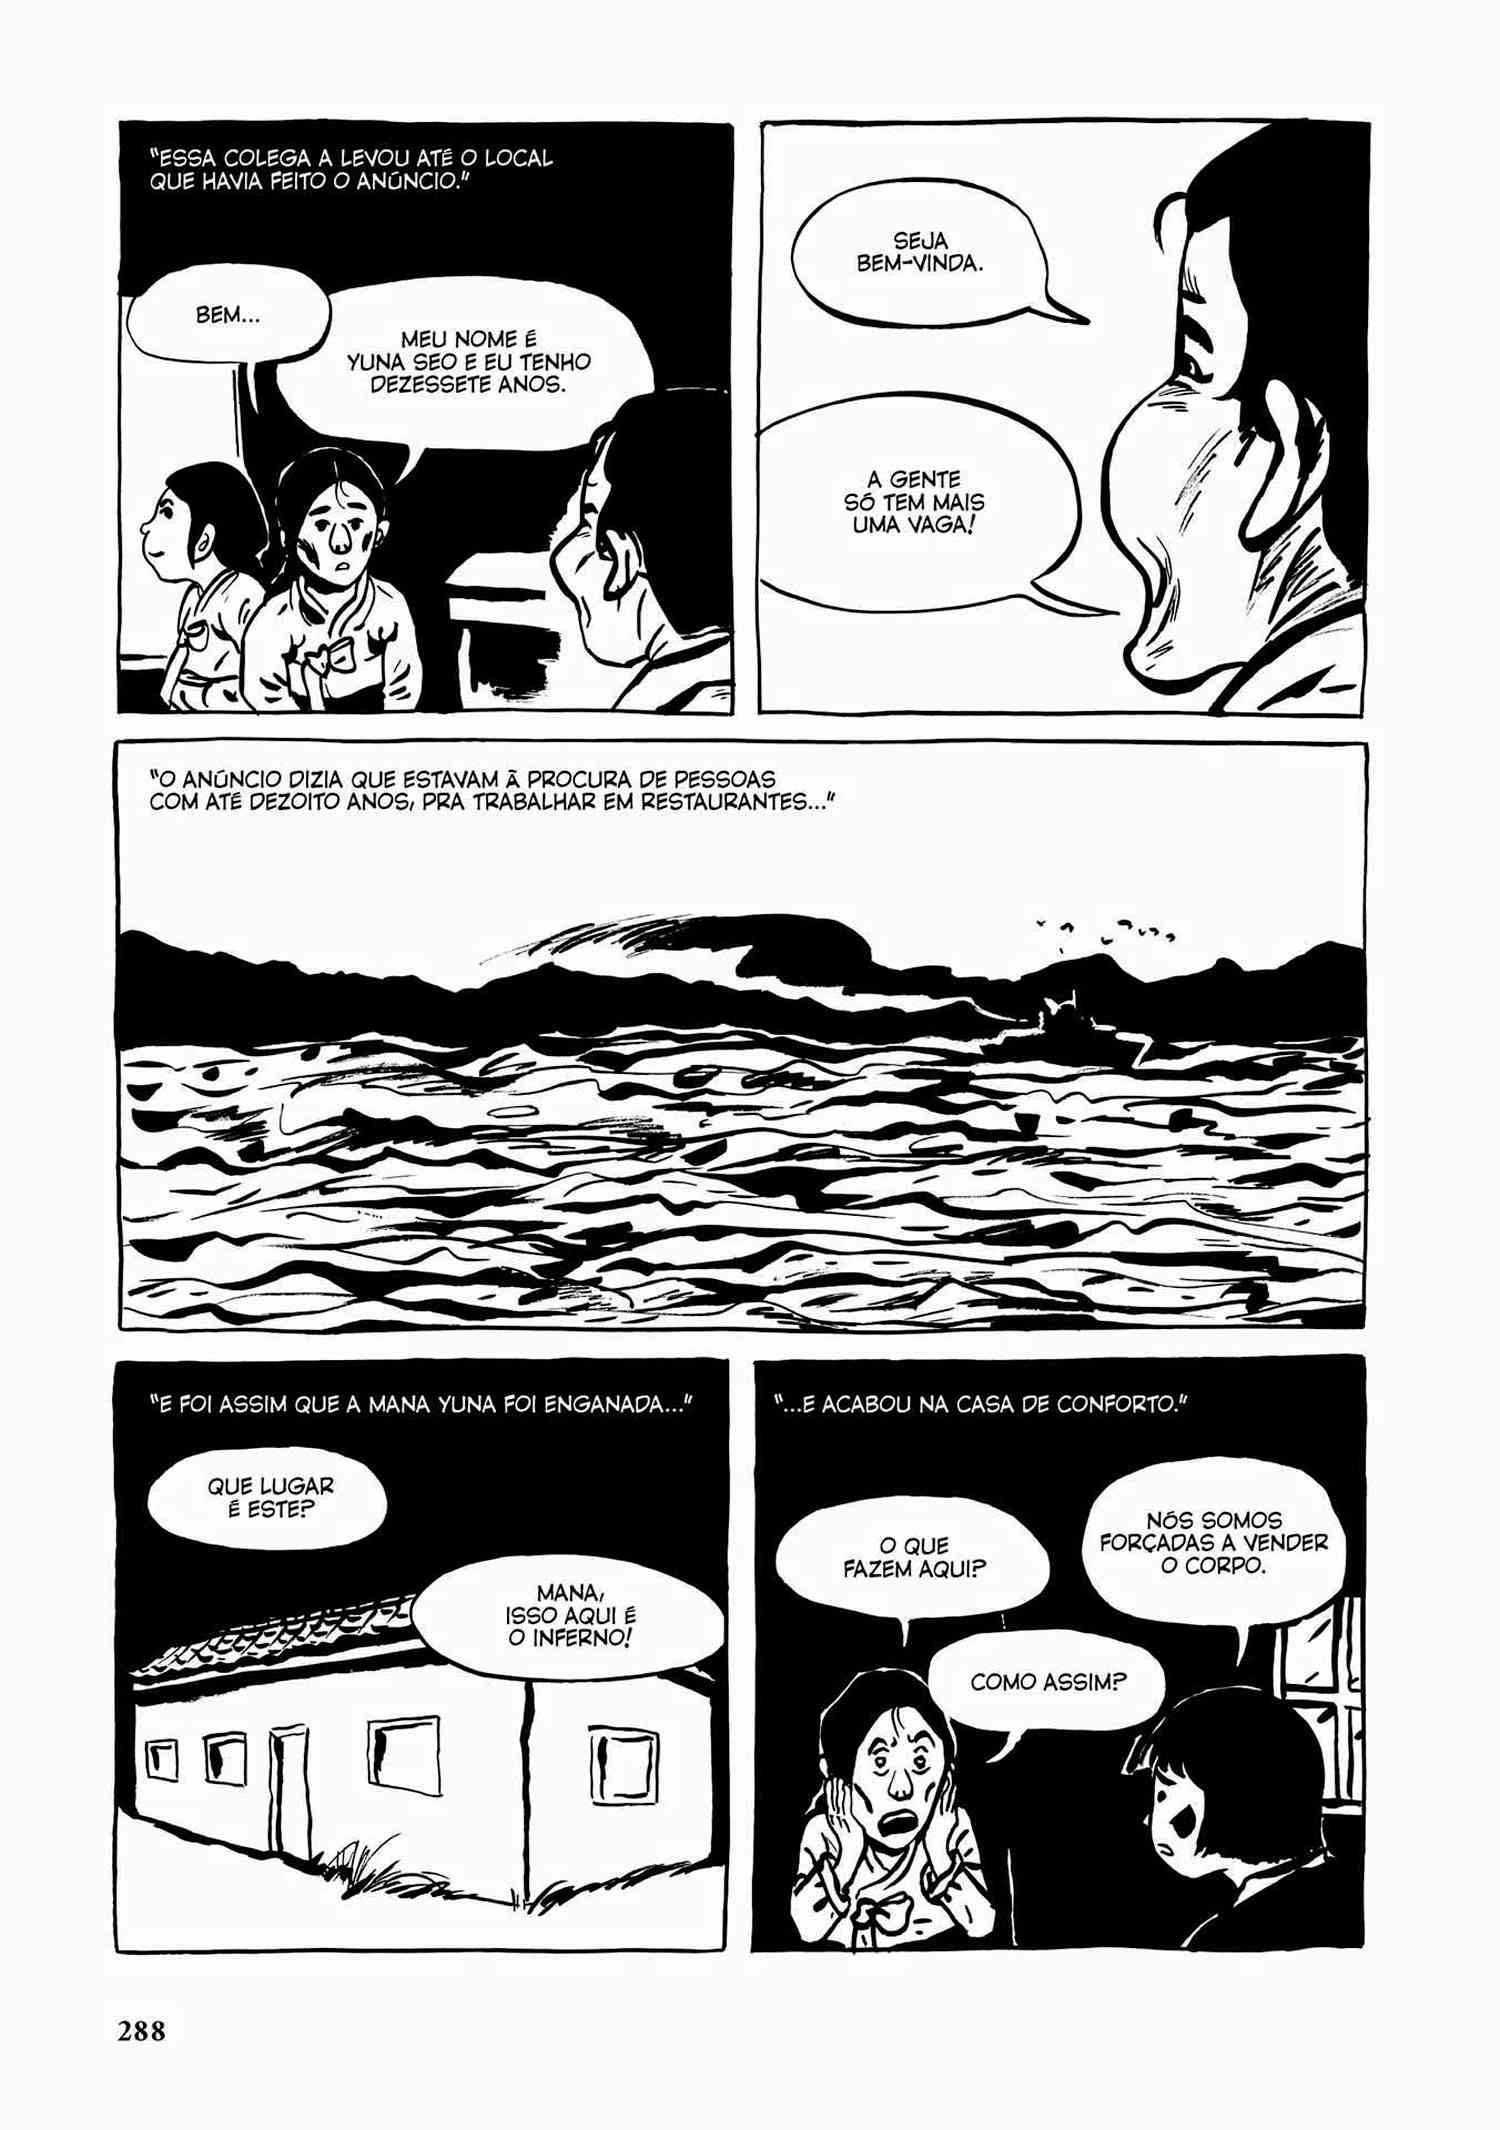 "ESSA COLEGA A LEVOU ATÉ O LOCAL
QUE HAVIA FEITO O ANÚNCIO."
BEM...
MEU NOME É
YUNA SEO E EU TENHO
DEZESSETE ANOS.
SEJA
BEM-VINDA.
A GENTE
SÓ TEM MAIS
UMA VAGA!
"O ANÚNCIO DIZIA QUE ESTAVAM À PROCURA DE PESSOAS
COM ATÉ DEZOITO ANOS, PRA TRABALHAR EM RESTAURANTES..."
"E FOI ASSIM QUE A MANA YUNA FOI ENGANADA..."
QUE LUGAR
É ESTE?
MANA,
ISSO AQUI É
O INFERNO!
"...E ACABOU NA CASA DE CONFORTO."
O QUE
FAZEM AQUI?
NÓS SOMOS
FORÇADAS A VENDER
O CORPO.
COMO ASSIM?
288